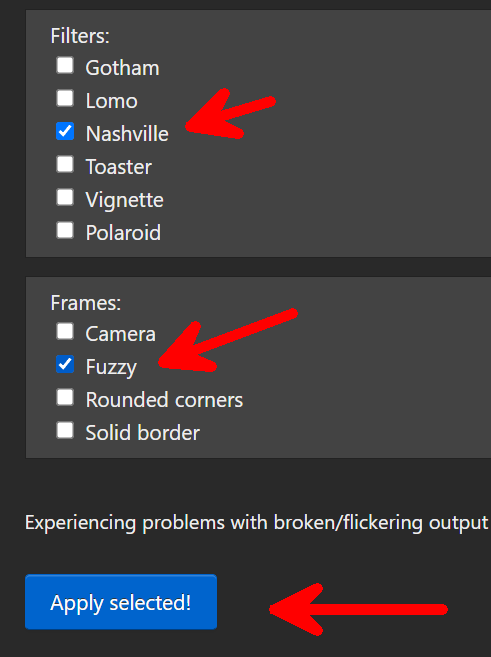 Filters:
Gotham
Lomo
Nashville
Toaster
Vignette
Polaroid
Frames:
Camera
Fuzzy
Rounded corners
Solid border
Experiencing problems with broken/flickering output
Apply selected!